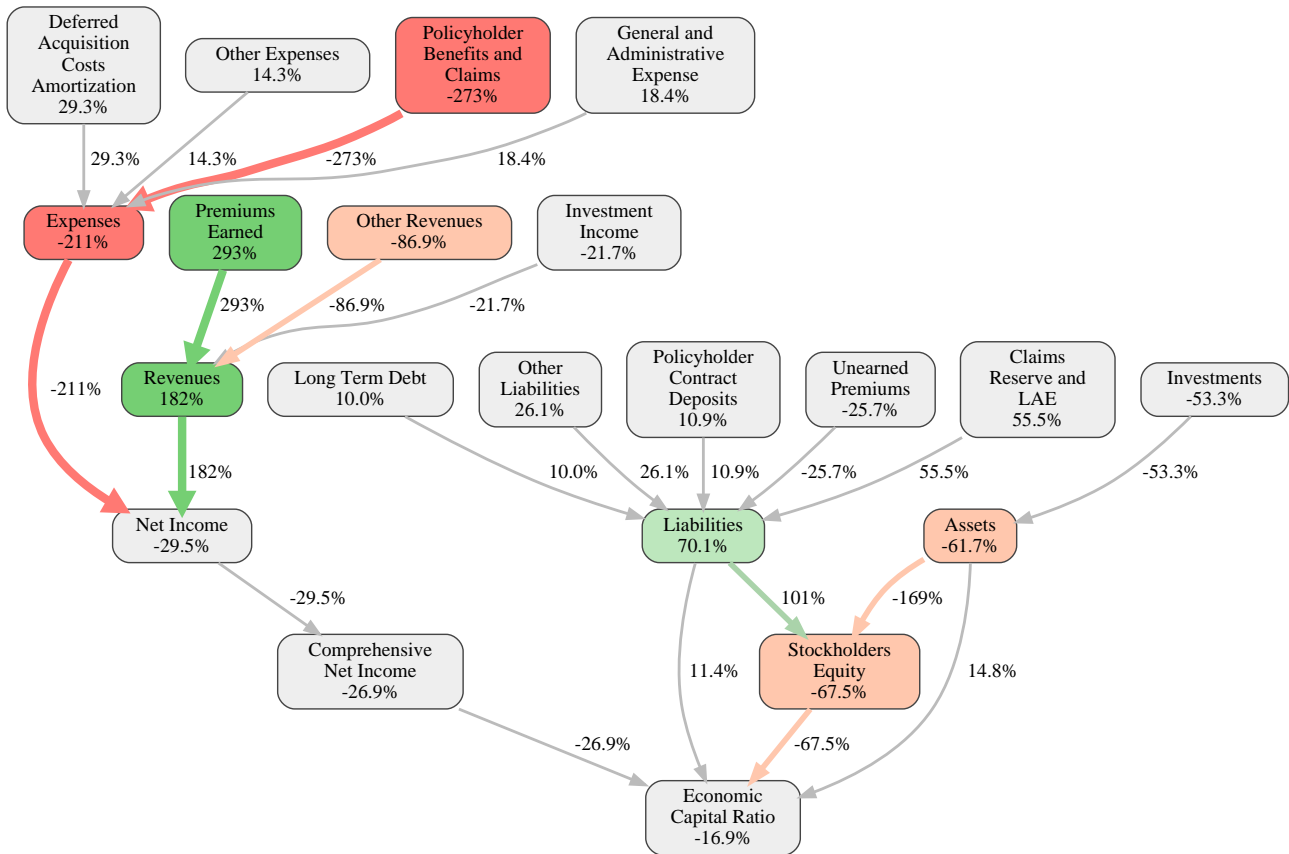 Deferred
Acquisition
Costs
Amortization
29.3%
Other Expenses
14.3%
Policyholder
Benefits and
Claims
-273%
General and
Administrative
Expense
18.4%
29.3%
14.3%
-273%
18.4%
Expenses
-211%
Premiums
Earned
293%
Other Revenues
-86.9%
Investment
Income
-21.7%
293%
-86.9%
-21.7%
-211%
Revenues
182%
Long Term Debt
10.0%
Other
Liabilities
26.1%
Policyholder
Contract
Deposits
10.9%
Unearned
Premiums
-25.7%
Claims
Reserve and
LAE
55.5%
Investments
-53.3%
182%
10.0%
26.1%
10.9%
-25.7%
55.5%
-53.3%
Net Income
-29.5%
Liabilities
70.1%
Assets
-61.7%
-29.5%
101%
-169%
Comprehensive
Net Income
-26.9%
11.4%
Stockholders
Equity
-67.5%
14.8%
-26.9%
-67.5%
Economic
Capital Ratio
-16.9%